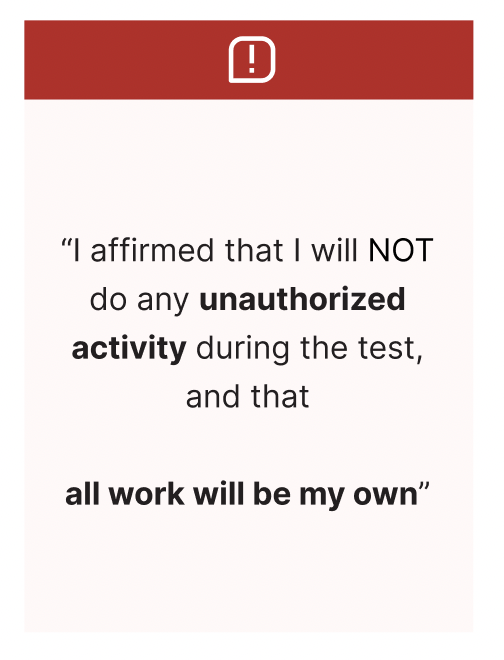 “I affirmed that I will NOT
do any unauthorized
activity during the test,
and that
all work will be my own”